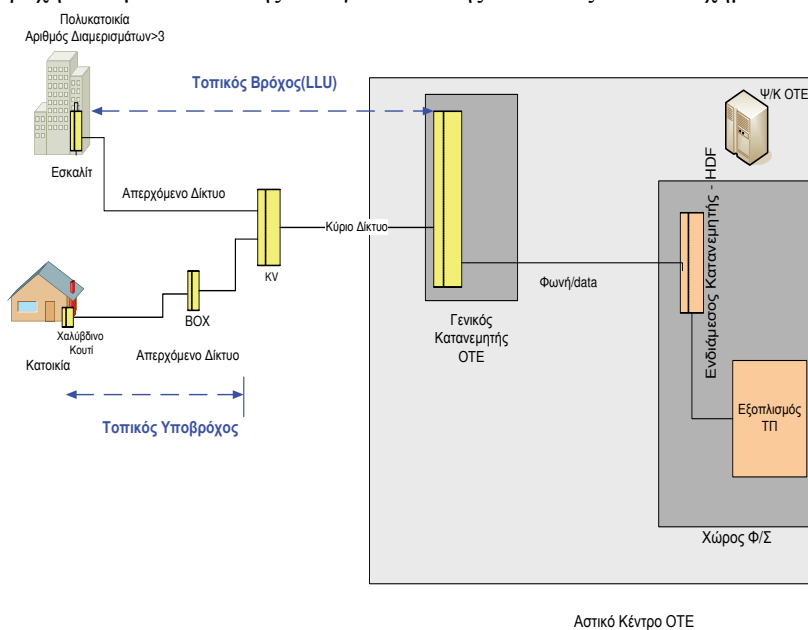 Πολυκατοικία
Αριθμός Διαμερισμάτων>3
Τοπικός Βρόχος(LLU)
Ψ/Κ ΟΤΕ
Εσκαλίτ
Απερχόμενο Δίκτυο
Κύριο Δίκτυο
KV
BOX
Φωνή/data
Ενδιάμεσος Κατανεμητής - HDF
Χαλύβδινο
Κουτί
Κατοικία
Απερχόμενο Δίκτυο
Γενικός
Κατανεμητής
ΟΤΕ
Εξοπλισμός
ΤΠ
Τοπικός Υποβρόχος
Χώρος Φ/Σ
Αστικό Κέντρο ΟΤΕ